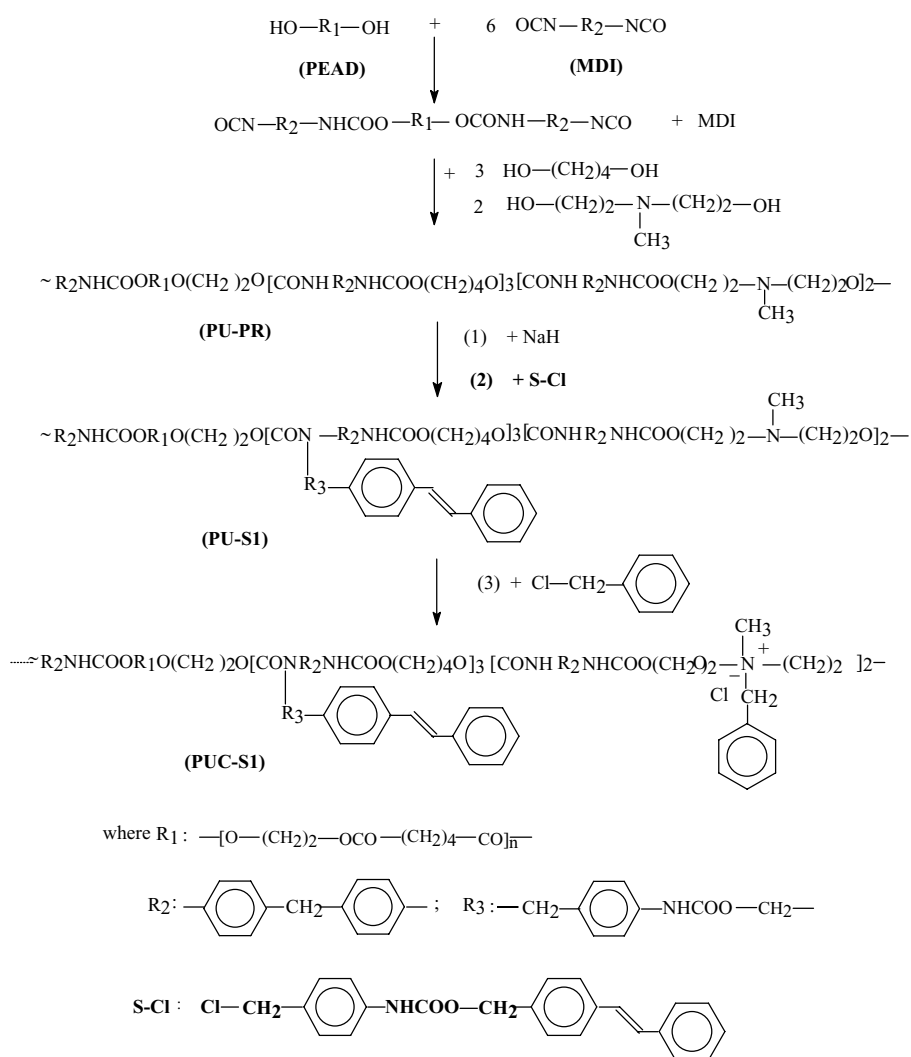 HO—R1—OH + 6 OCN—R2—NCO
(PEAD) (MDI)
OCN—R2—NHCOO—R1—OCONH—R2—NCO + MDI
+ 3 HO—(CH2)4—OH
2 HO—(CH2)2—N—(CH2)2—OH
CH3
~ R2NHCOOR1O(CH2 )2O[CONH R2NHCOO(CH2)4O]3[CONH R2NHCOO(CH2 )2—N—(CH2)2O]2—
CH3
(PU-PR)
(1) + NaH
(2) + S-Cl
CH3
~ R2NHCOOR1O(CH2 )2O[CON —R2NHCOO(CH2)4O]3[CONHR2NHCOO(CH2 )2—N—(CH2)2O]2—
R3
(PU-S1)
(3) + Cl—CH2
CH3
~R2NHCOOR1O(CH2 )2O[CONR2NHCOO(CH2)4O]3 [CONH R2NHCOO(CH2O)2—N—(CH2)2 ]2—
+
−
Cl CH2
R3
(PUC-S1)
where R1 : —[O—(CH2)2—OCO—(CH2)4—CO]n—
R2: —CH2— ; R3 : —CH2—NHCOO—CH2—
S-Cl : Cl—CH2—NHCOO—CH2